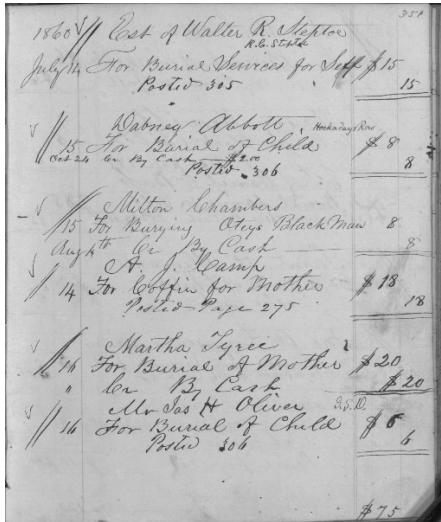 351
1860 Est of Walter R. Steptoe
R.C. Steptoe
July 14 For Burial Services for Self $15
Posted 305 15
Dabney Abbott Hockadays Row
15 For Burial of Child $8
Oct 24 Cr By Cash $2.00 8
Posted 306
Milton Chambers
15 For Burying Oteys Black Man 8
Aug 4th Cr By Cash 8
A. J. Camp
14 For Coffin for Mother $18
Posted Page 275 18
Martha Tyree
16 For Burial of Mother $20
" Cr By Cash $20
Mr Jas H Oliver
16 For Burial of Child $6
Posted 306 6
$75